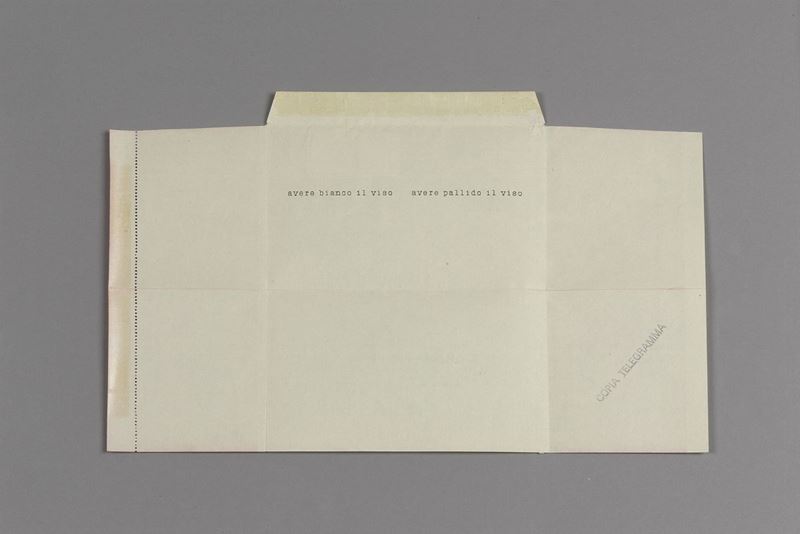 avere bianco il viso avere pallido il viso
COPIA TELEGRAMMA